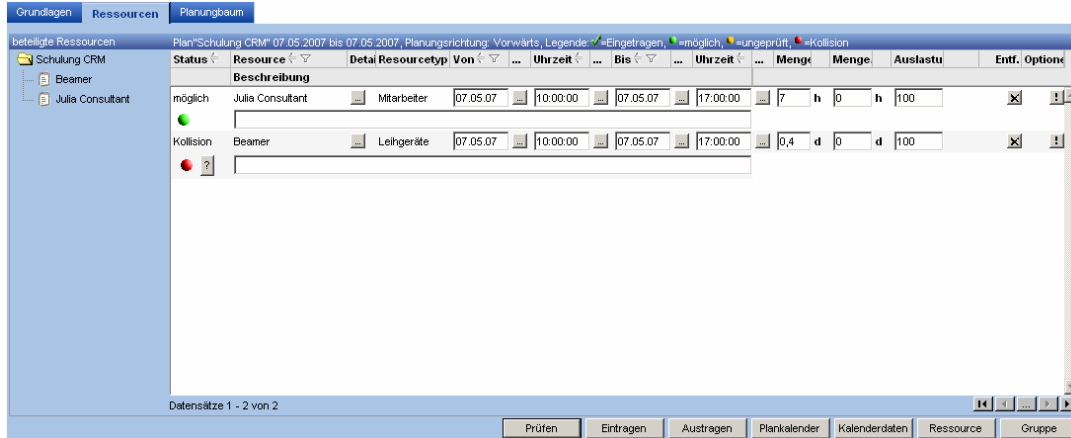 Grundlagen Ressourcen Planungbaum
beteiligte Ressourcen Plan"Schulung CRM" 07.05.2007 bis 07.05.2007, Planungsrichtung: Vorwärts, Legende: =Eingetragen, =möglich, =ungeprüft, =Kollision
Schulung CRM
Beamer
Julia Consultant
Status Resource Detai Resourcetyp Von ... Uhrzeit ... Bis ... Uhrzeit ... Menge Menge. Auslastu Entf. Optione
Beschreibung
möglich Julia Consultant ... Mitarbeiter 07.05.07 ... 10:00:00 ... 07.05.07 ... 17:00:00 ... 7 h 0 h 100 X !
Kollision Beamer ... Leihgeräte 07.05.07 ... 10:00:00 ... 07.05.07 ... 17:00:00 ... 0,4 d 0 d 100 X !
?
Datensätze 1 - 2 von 2 ...
Prüfen Eintragen Austragen Plankalender Kalenderdaten Ressource Gruppe